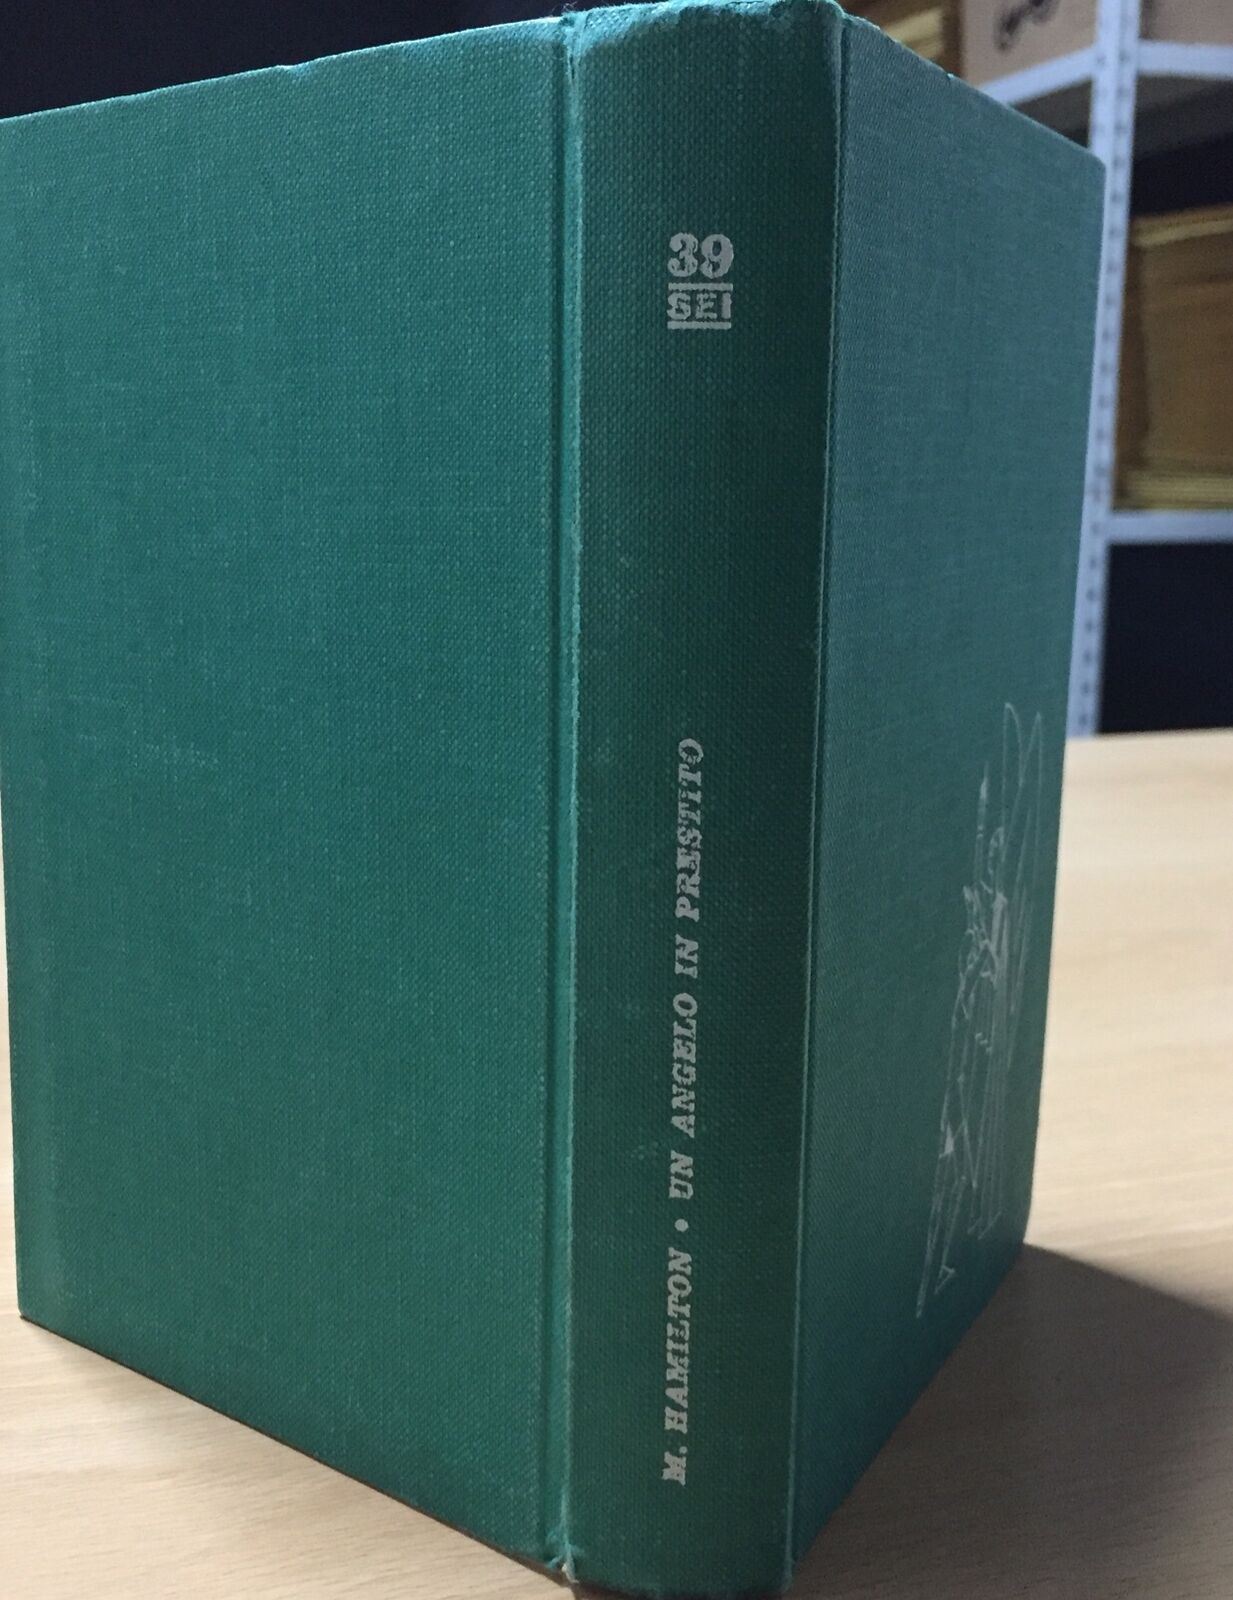 39
SEI
M. HAMILTON • UN ANGELO IN PRESTITO